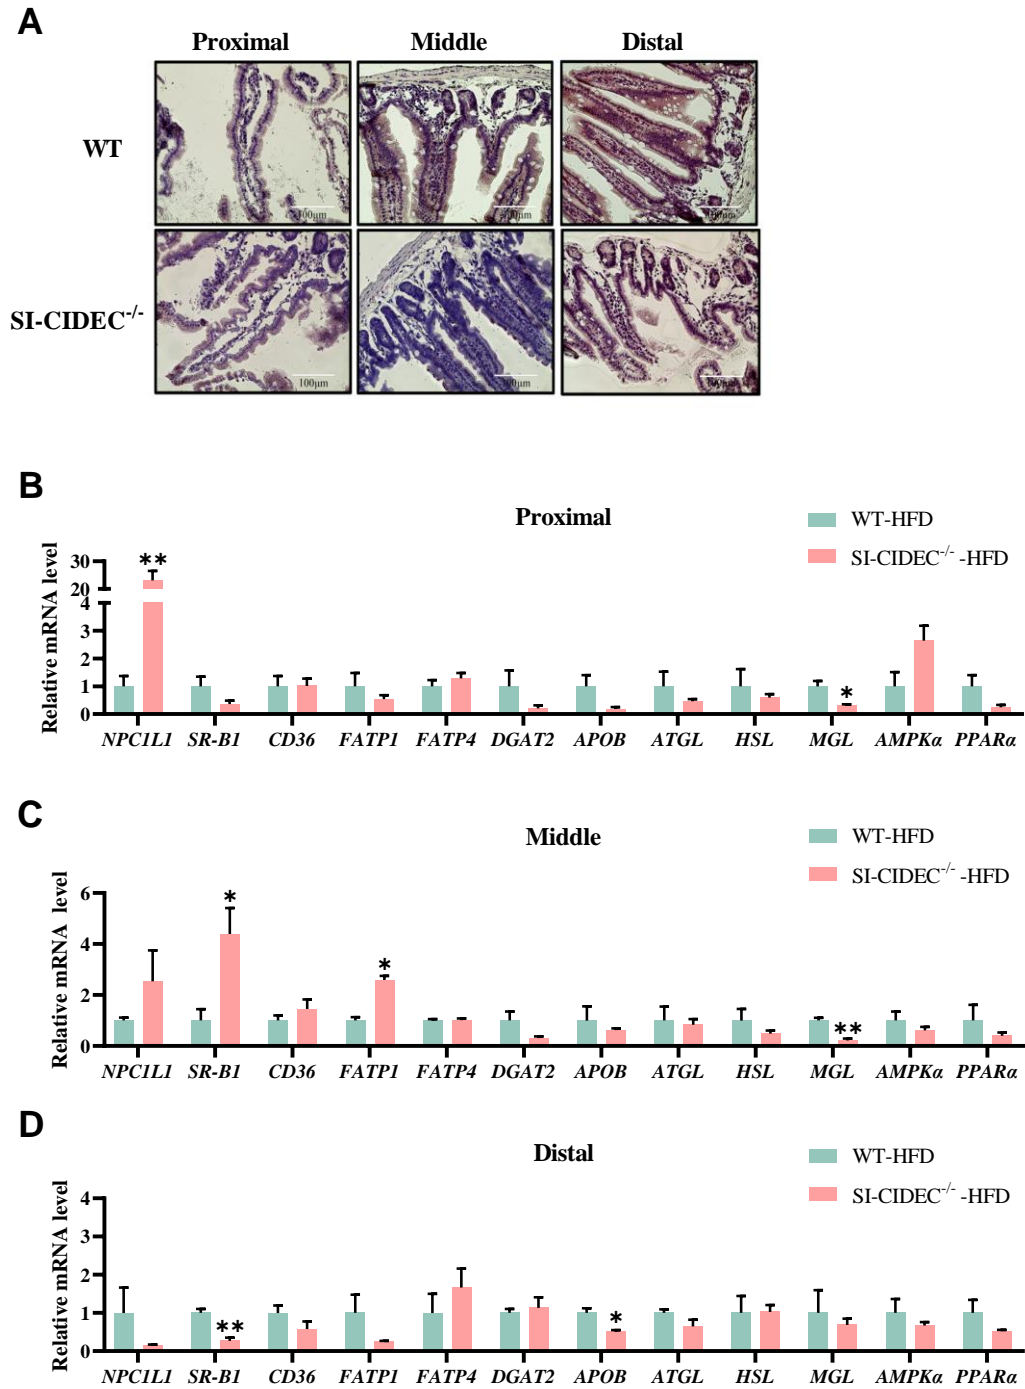 A
Proximal Middle Distal
WT
100μm
SI-CIDEC-/-
100μm
B
Proximal
WT-HFD
SI-CIDEC-/- -HFD
Relative mRNA level
30
20
4
3
2
1
0
**
*
NPC1L1 SR-B1 CD36 FATP1 FATP4 DGAT2 APOB ATGL HSL MGL AMPKα PPARα
C
Middle
WT-HFD
SI-CIDEC-/- -HFD
Relative mRNA level
6
4
2
0
*
*
**
NPC1L1 SR-B1 CD36 FATP1 FATP4 DGAT2 APOB ATGL HSL MGL AMPKα PPARα
D
Distal
WT-HFD
SI-CIDEC-/- -HFD
Relative mRNA level
4
3
2
1
0
**
*
NPC1L1 SR-B1 CD36 FATP1 FATP4 DGAT2 APOB ATGL HSL MGL AMPKα PPARα